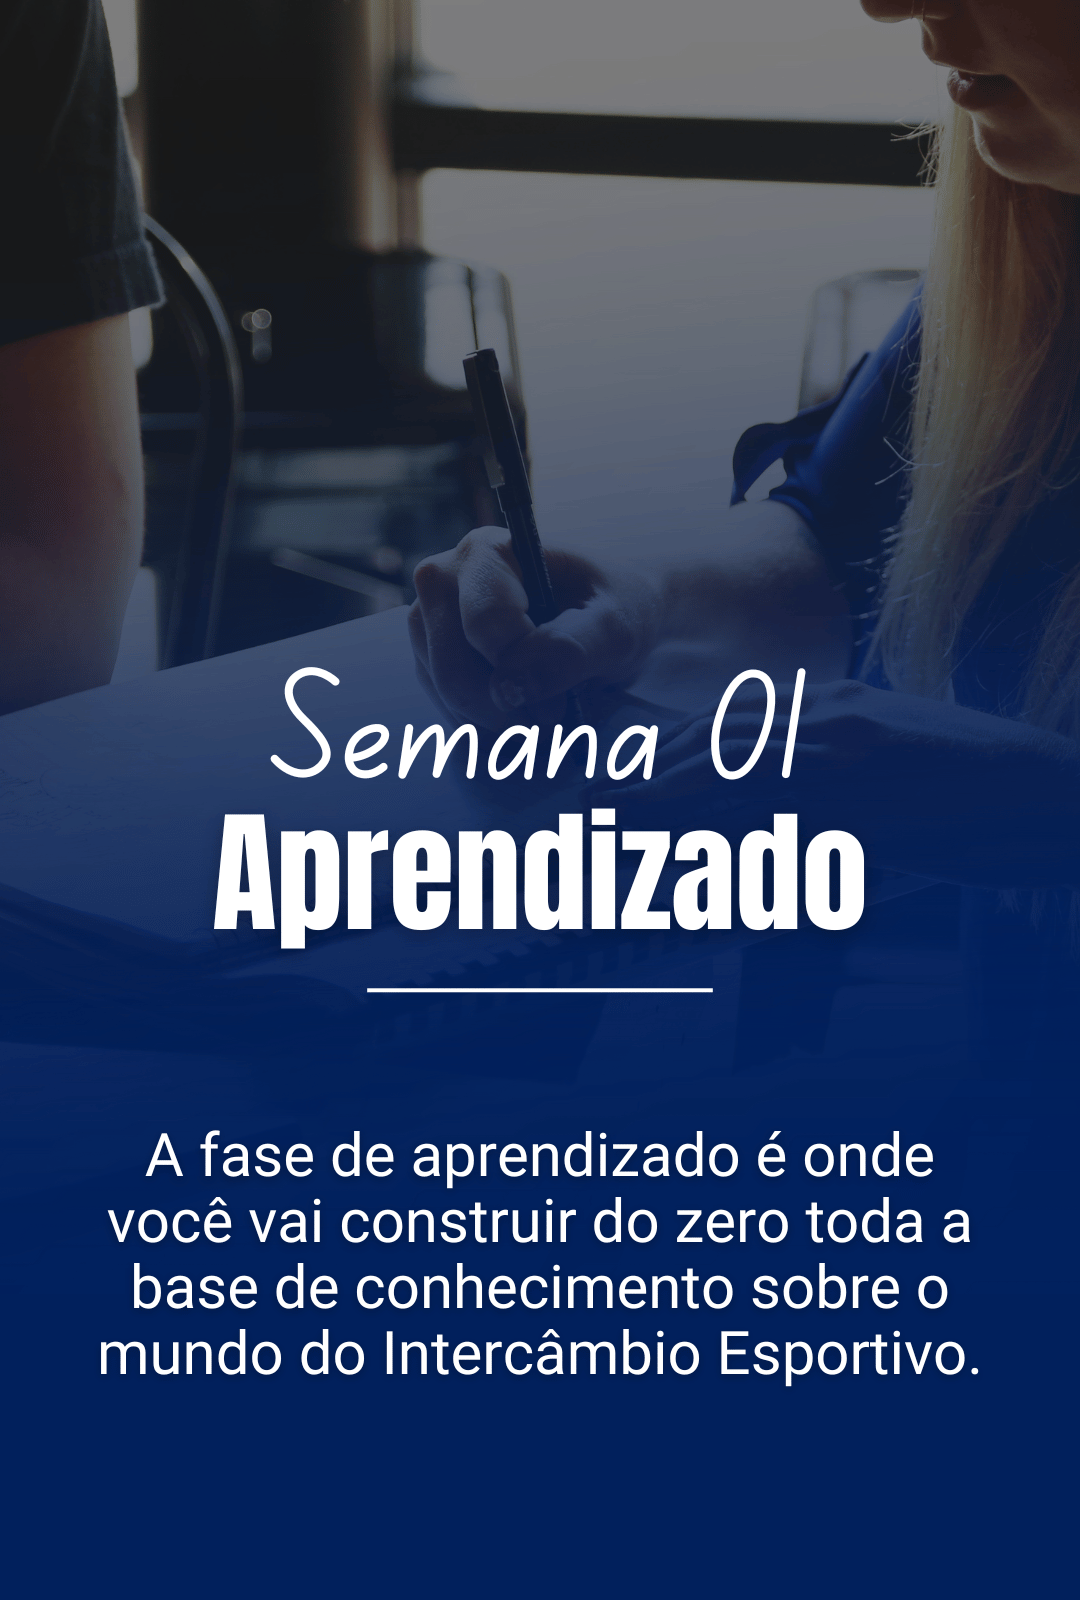 Semana 01
Aprendizado
A fase de aprendizado é onde
você vai construir do zero toda a
base de conhecimento sobre o
mundo do Intercâmbio Esportivo.